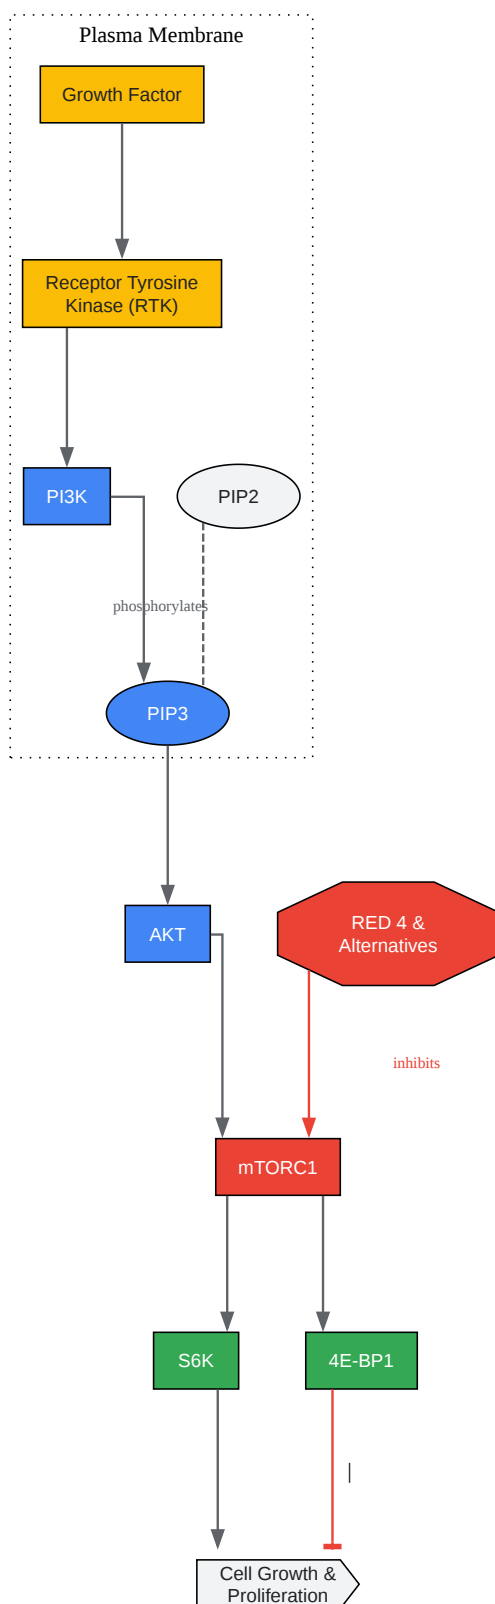 Plasma Membrane
Growth Factor
Receptor Tyrosine
Kinase (RTK)
PI3K
PIP2
phosphorylates
PIP3
AKT
RED 4 &
Alternatives
inhibits
mTORC1
S6K
4E-BP1
|
Cell Growth &
Proliferation